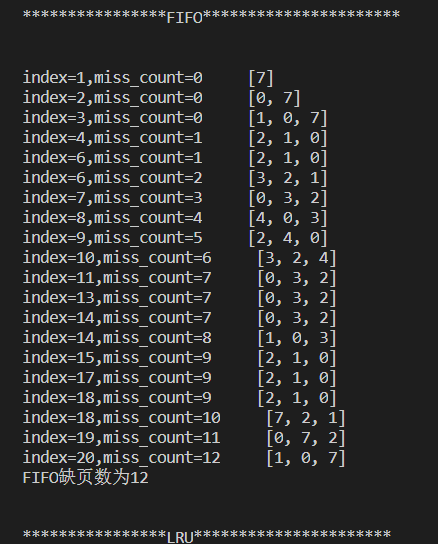 ****************FIFO**********************
index=1,miss_count=0     [7]
index=2,miss_count=0     [0, 7]
index=3,miss_count=0     [1, 0, 7]
index=4,miss_count=1     [2, 1, 0]
index=6,miss_count=1     [2, 1, 0]
index=6,miss_count=2     [3, 2, 1]
index=7,miss_count=3     [0, 3, 2]
index=8,miss_count=4     [4, 0, 3]
index=9,miss_count=5     [2, 4, 0]
index=10,miss_count=6     [3, 2, 4]
index=11,miss_count=7     [0, 3, 2]
index=13,miss_count=7     [0, 3, 2]
index=14,miss_count=7     [0, 3, 2]
index=14,miss_count=8     [1, 0, 3]
index=15,miss_count=9     [2, 1, 0]
index=17,miss_count=9     [2, 1, 0]
index=18,miss_count=9     [2, 1, 0]
index=18,miss_count=10     [7, 2, 1]
index=19,miss_count=11     [0, 7, 2]
index=20,miss_count=12     [1, 0, 7]
FIFO缺页数为12
****************LRU**********************